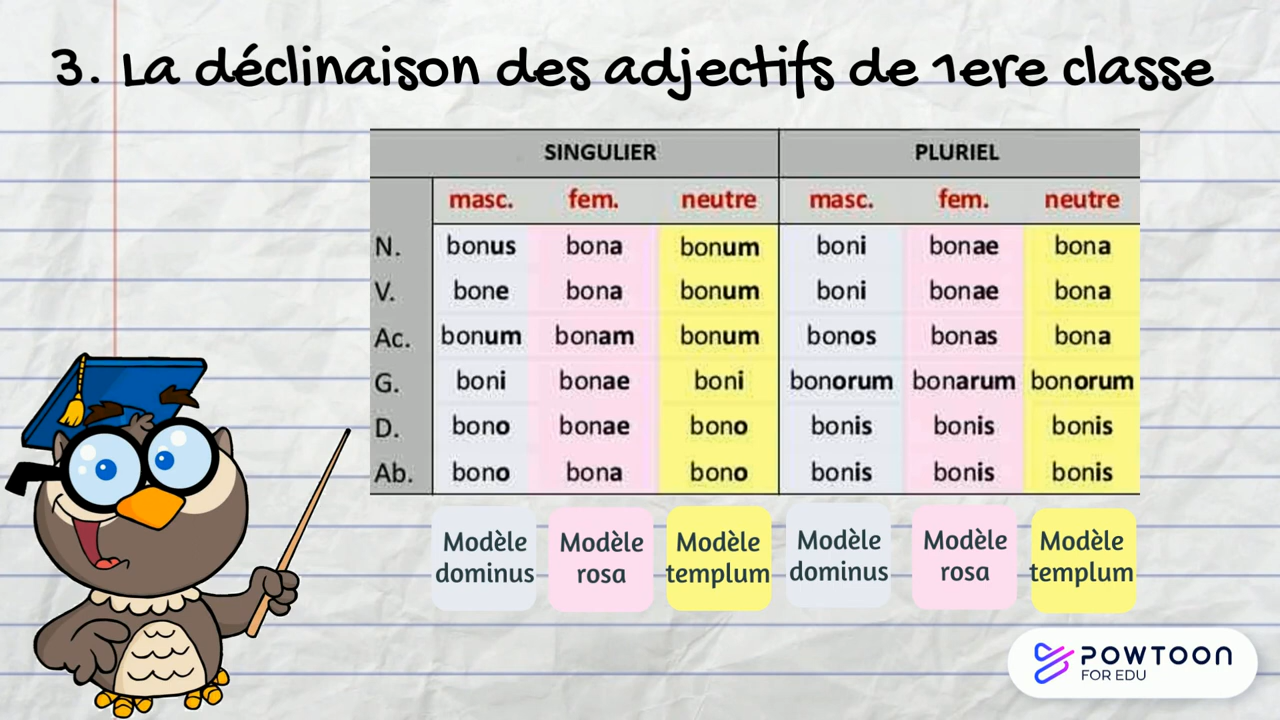 3. La déclinaison des adjectifs de 1ere classe
SINGULIER PLURIEL
masc. fem. neutre masc. fem. neutre
N. bonus bona bonum boni bonae bona
V. bone bona bonum boni bonae bona
Ac. bonum bonam bonum bonos bonas bona
G. boni bonae boni bonorum bonarum bonorum
D. bono bonae bono bonis bonis bonis
Ab. bono bona bono bonis bonis bonis
Modèle Modèle Modèle Modèle Modèle Modèle
dominus rosa templum dominus rosa templum
POWTOON
FOR EDU